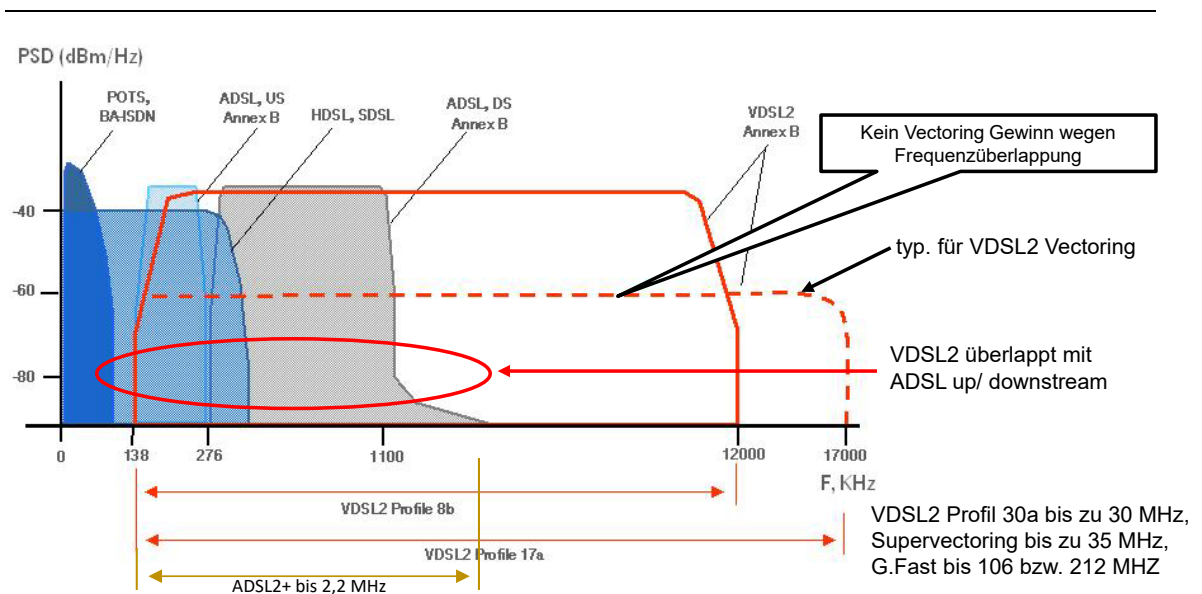 PSD (dBm/Hz)
POTS,
BA-ISDN
ADSL, US
Annex B
HDSL, SDSL
ADSL, DS
Annex B
VDSL2
Annex B
Kein Vectoring Gewinn wegen
Frequenzüberlappung
typ. für VDSL2 Vectoring
-40
-60
-80
VDSL2 überlappt mit
ADSL up/ downstream
0
138
276
1100
12000
17000
F, KHz
VDSL2 Profile 8b
VDSL2 Profile 17a
ADSL2+ bis 2,2 MHz
VDSL2 Profil 30a bis zu 30 MHz,
Supervectoring bis zu 35 MHz,
G.Fast bis 106 bzw. 212 MHZ